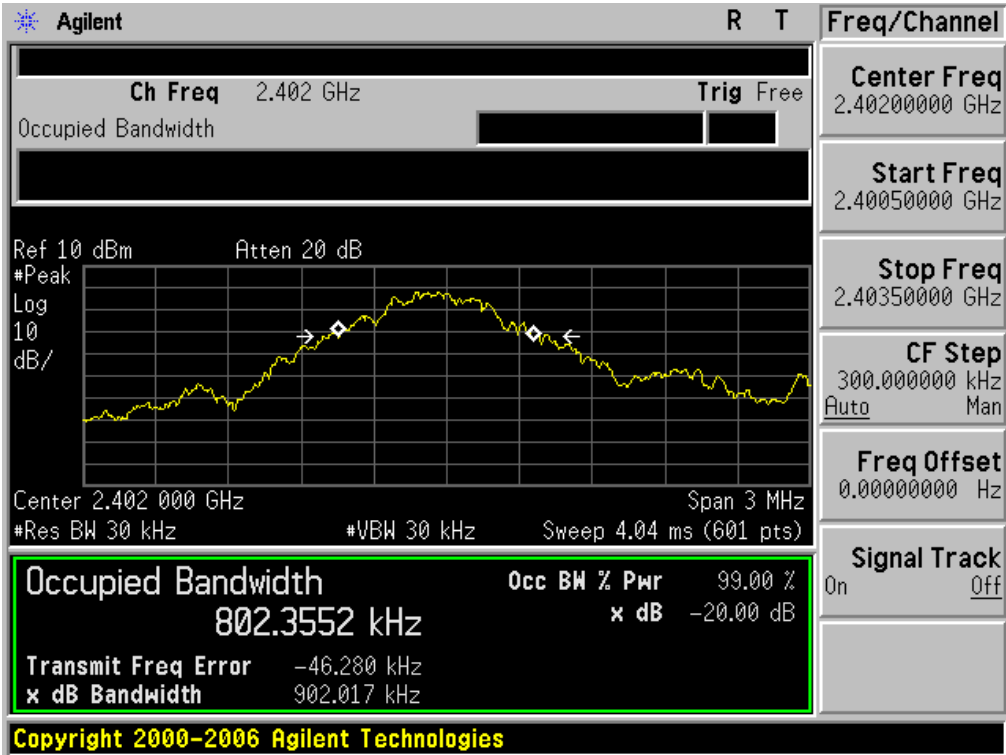 Agilent R T Freq/Channel
Ch Freq 2.402 GHz Trig Free
Occupied Bandwidth
Center Freq
2.40200000 GHz
Start Freq
2.40050000 GHz
Stop Freq
2.40350000 GHz
CF Step
300.000000 kHz
Auto Man
Freq Offset
0.00000000 Hz
Signal Track
On Off
Ref 10 dBm Atten 20 dB
#Peak
Log
10
dB/
Center 2.402 000 GHz Span 3 MHz
#Res BW 30 kHz #VBW 30 kHz Sweep 4.04 ms (601 pts)
Occupied Bandwidth Occ BW % Pwr 99.00 %
802.3552 kHz x dB -20.00 dB
Transmit Freq Error -46.280 kHz
x dB Bandwidth 902.017 kHz
Copyright 2000-2006 Agilent Technologies